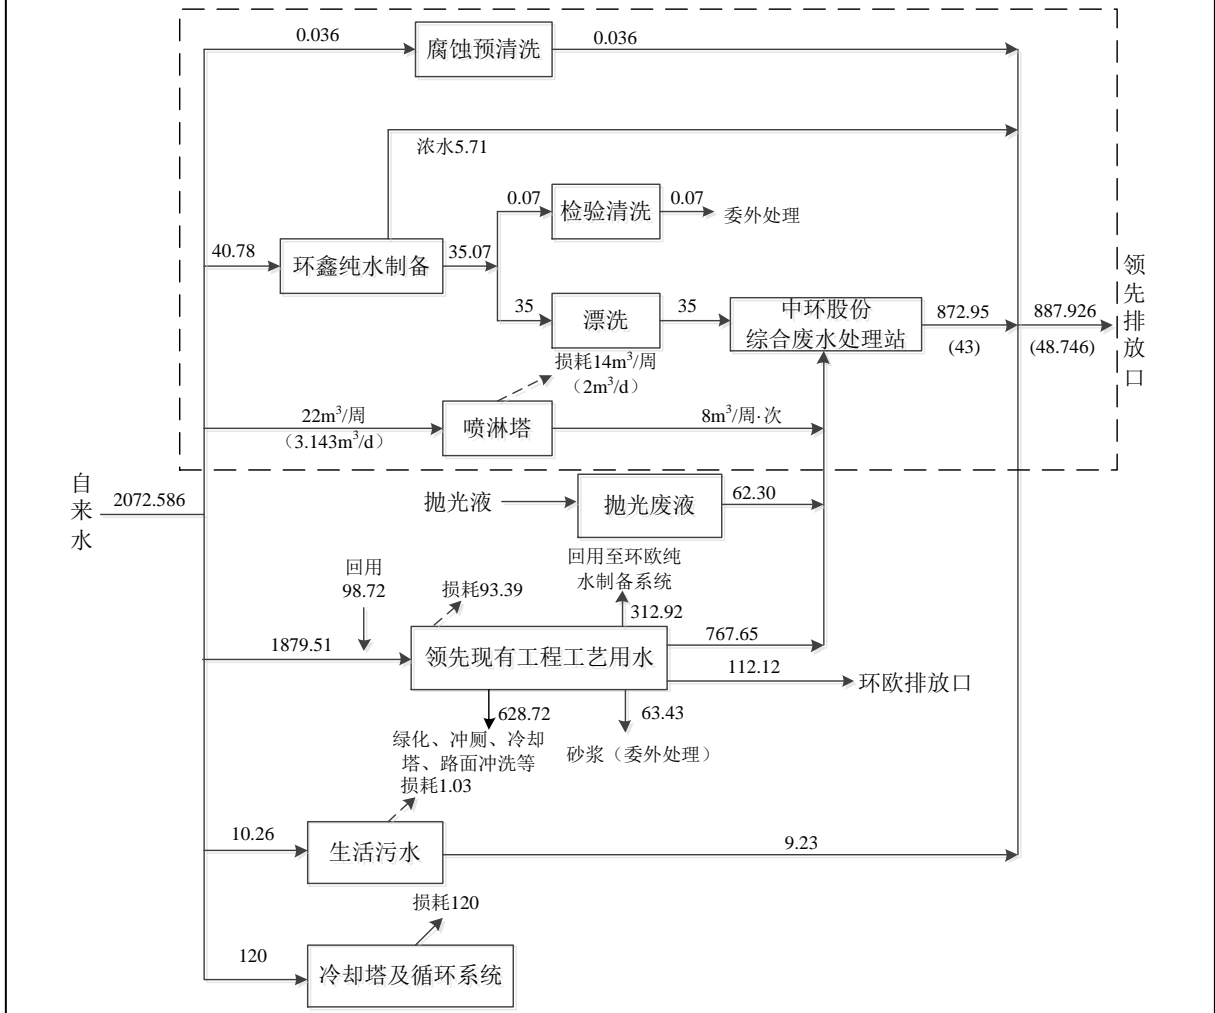 0.036
腐蚀预清洗
0.036
浓水5.71
0.07
检验清洗
0.07
委外处理
40.78
环鑫纯水制备
35.07
35
漂洗
35
中环股份
综合废水处理站
872.95
(43)
887.926
(48.746)
领先排放口
损耗14m³/周
（2m³/d）
22m³/周
（3.143m³/d）
喷淋塔
8m³/周·次
自来水
2072.586
抛光液
抛光废液
62.30
回用
98.72
损耗93.39
回用至环欧纯
水制备系统
312.92
1879.51
领先现有工程工艺用水
767.65
112.12
环欧排放口
628.72
绿化、冲厕、冷却
塔、路面冲洗等
63.43
砂浆（委外处理）
损耗1.03
10.26
生活污水
9.23
损耗120
120
冷却塔及循环系统